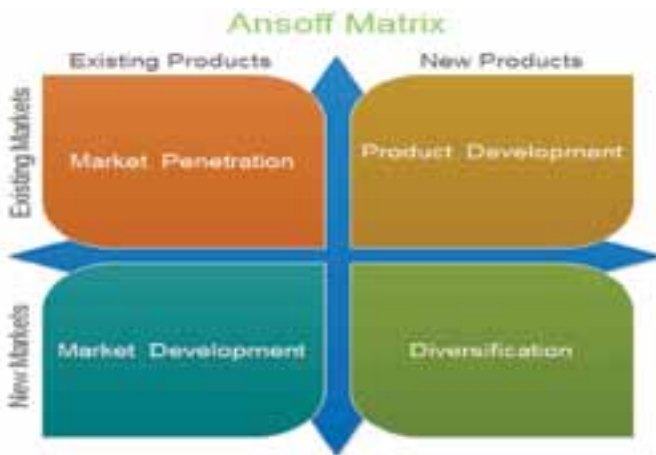 Ansoff Matrix
Existing Products
New Products
Existing Markets
Market Penetration
Product Development
New Markets
Market Development
Diversification